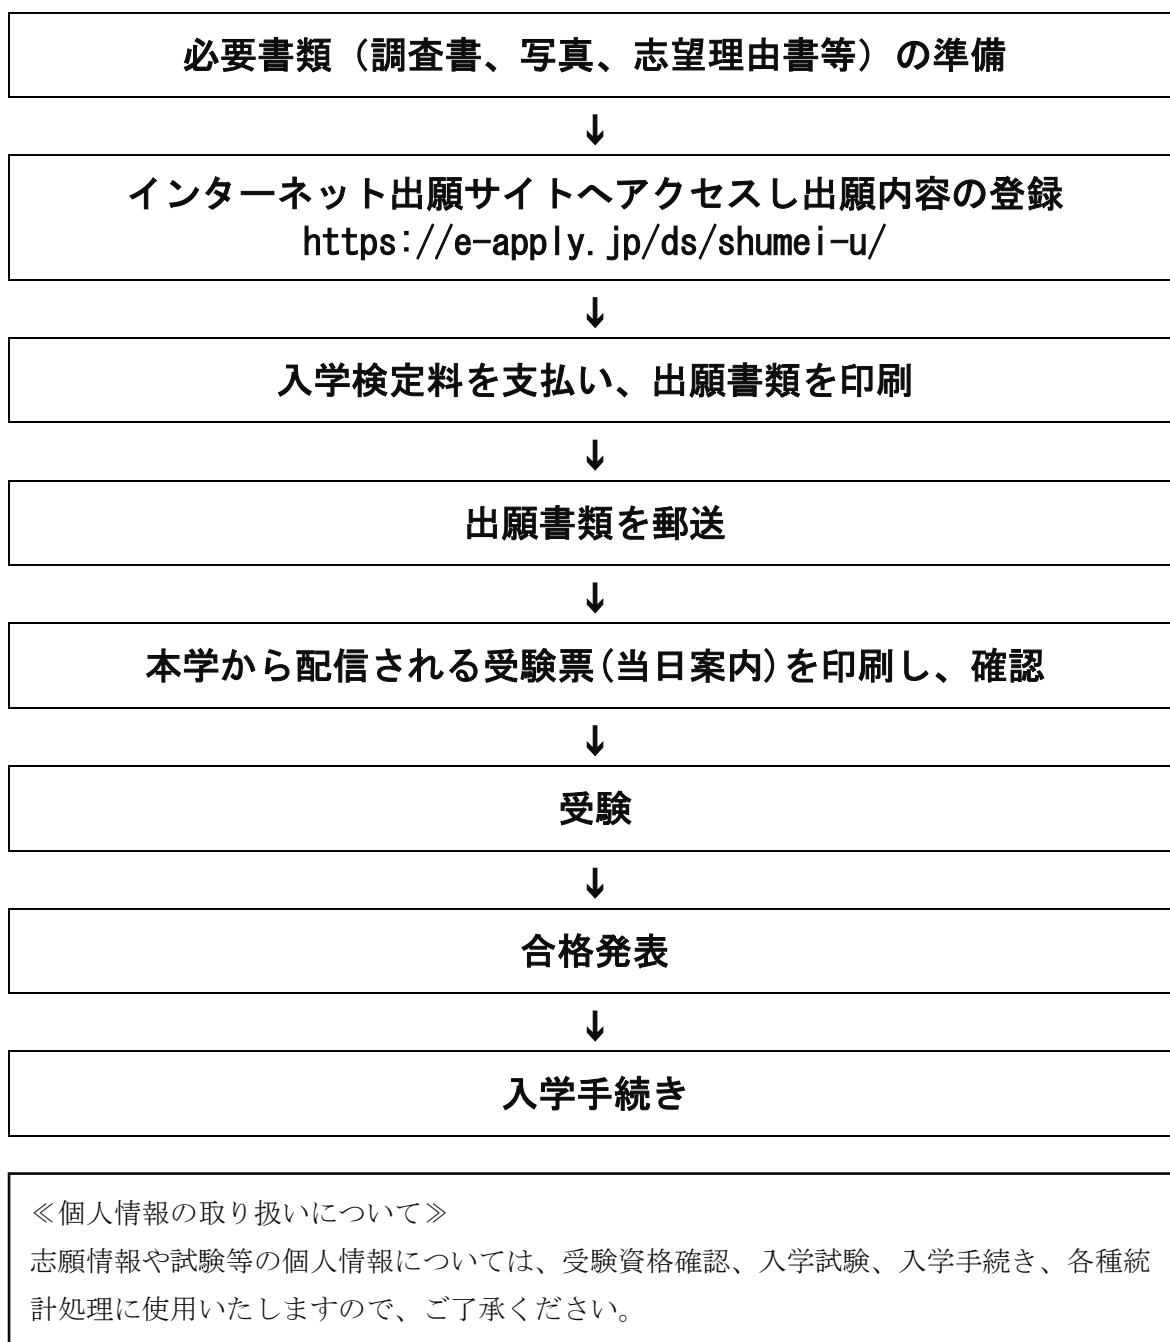 必要書類（調査書、写真、志望理由書等）の準備
↓
インターネット出願サイトへアクセスし出願内容の登録
https://e-apply.jp/ds/shumei-u/
↓
入学検定料を支払い、出願書類を印刷
↓
出願書類を郵送
↓
本学から配信される受験票(当日案内)を印刷し、確認
↓
受験
↓
合格発表
↓
入学手続き
≪個人情報の取り扱いについて≫
志願情報や試験等の個人情報については、受験資格確認、入学試験、入学手続き、各種統
計処理に使用いたしますので、ご了承ください。